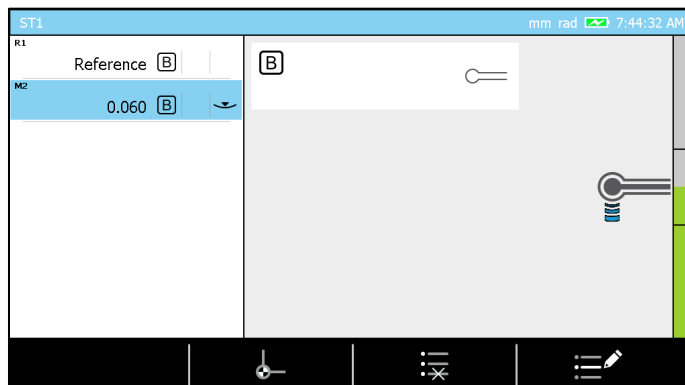 ST1 mm rad 7:44:32 AM
R1
Reference B
B
M2
0.060 B